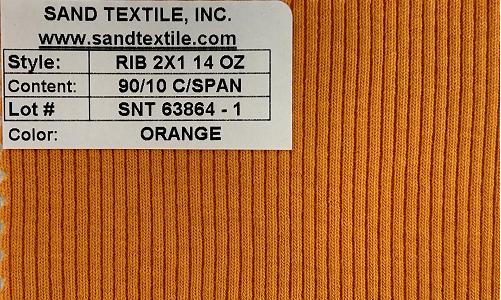 SAND TEXTILE, INC.
www.sandtextile.com
Style: RIB 2X1 14 OZ
Content: 90/10 C/SPAN
Lot # SNT 63864 - 1
Color: ORANGE